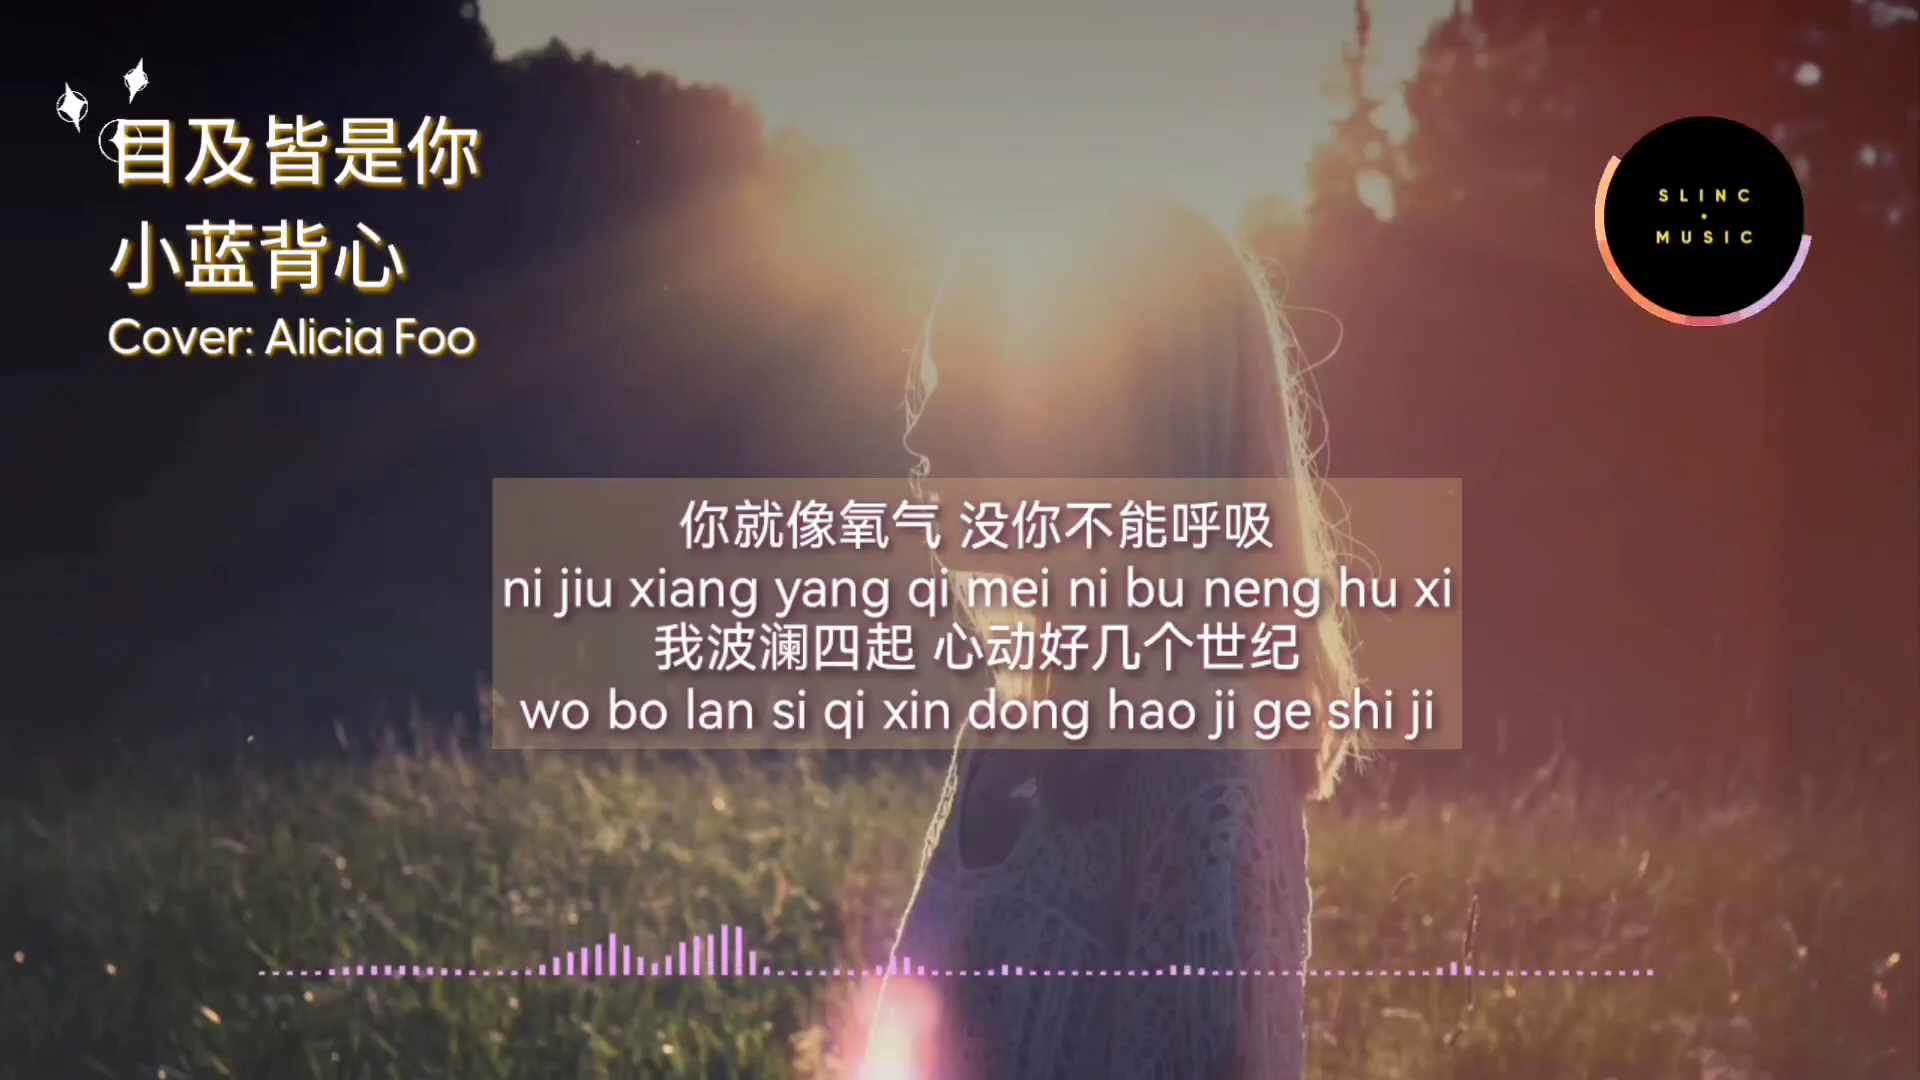 目及皆是你
小蓝背心
Cover: Alicia Foo
SLINC
MUSIC
你就像氧气 没你不能呼吸
ni jiu xiang yang qi mei ni bu neng hu xi
我波澜四起 心动好几个世纪
wo bo lan si qi xin dong hao ji ge shi ji